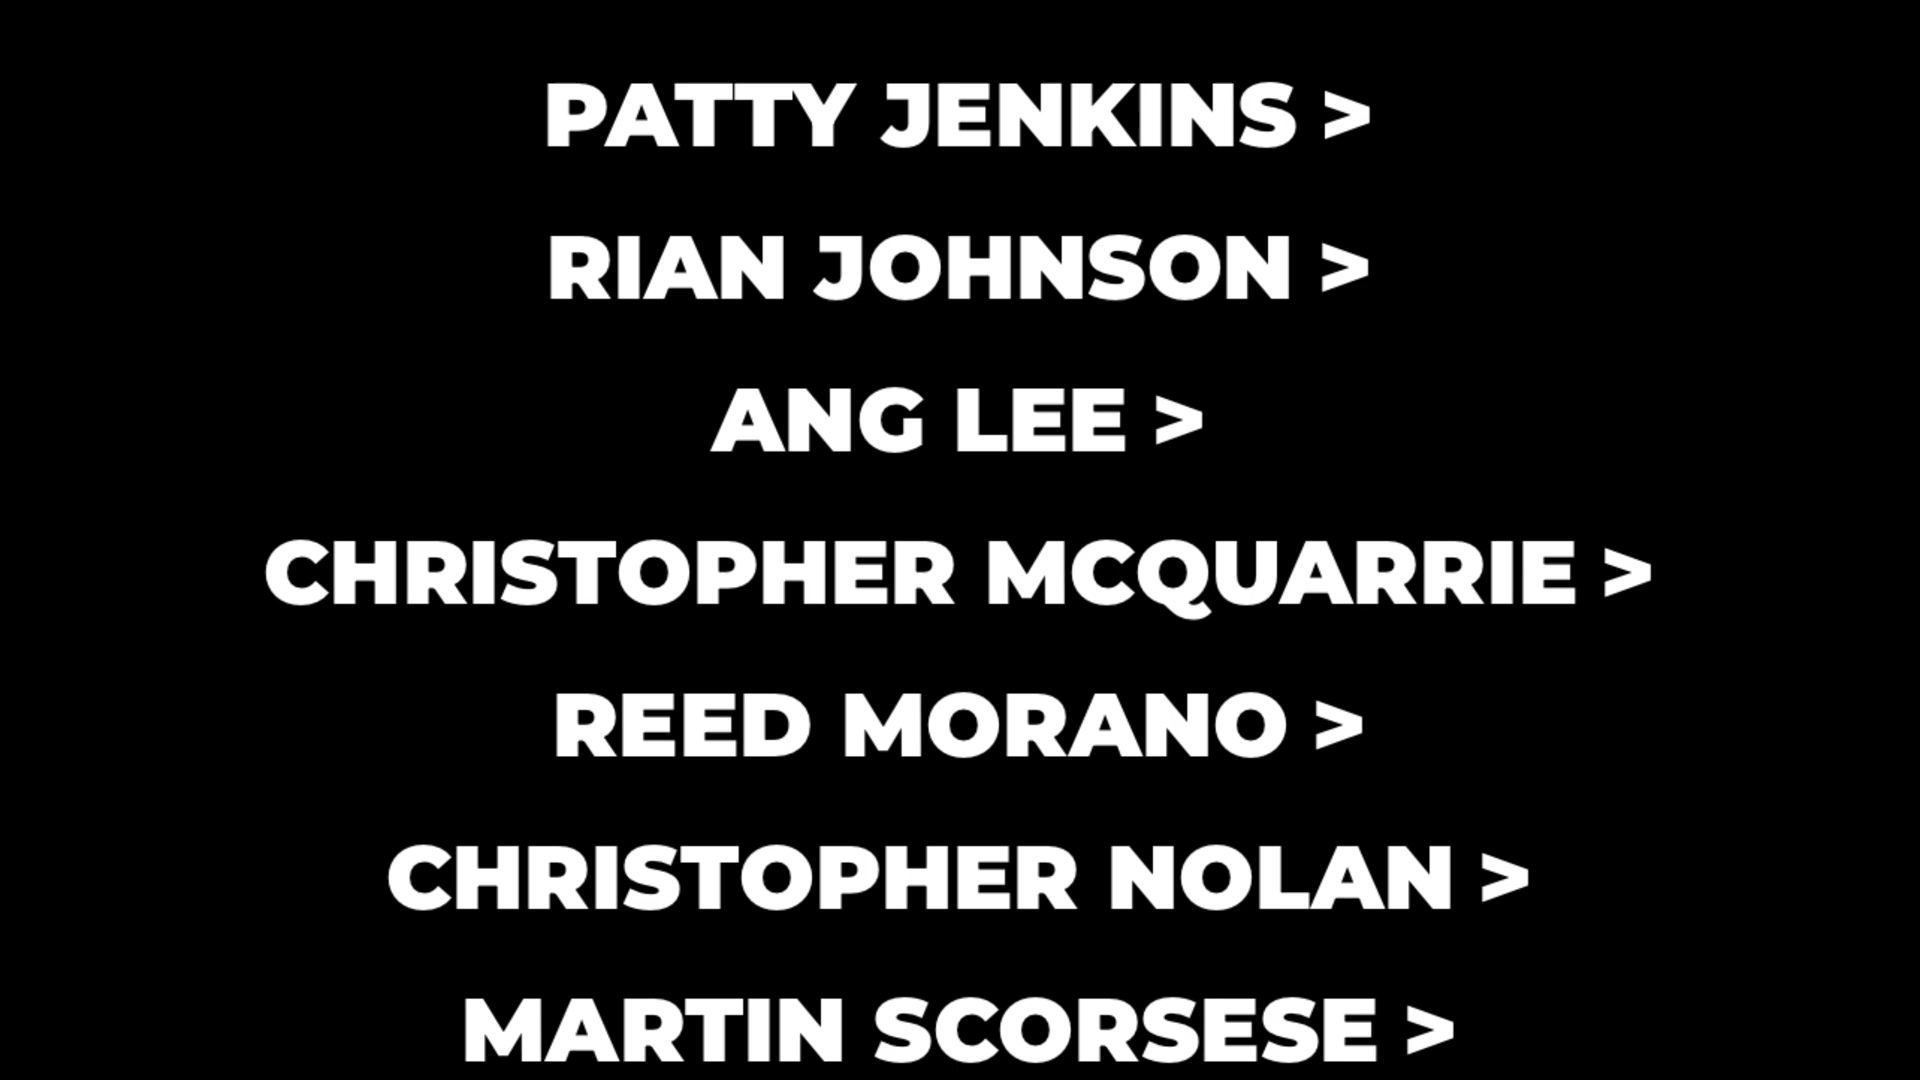 PATTY JENKINS >
RIAN JOHNSON >
ANG LEE >
CHRISTOPHER MCQUARRIE >
REED MORANO >
CHRISTOPHER NOLAN >
MARTIN SCORSESE >